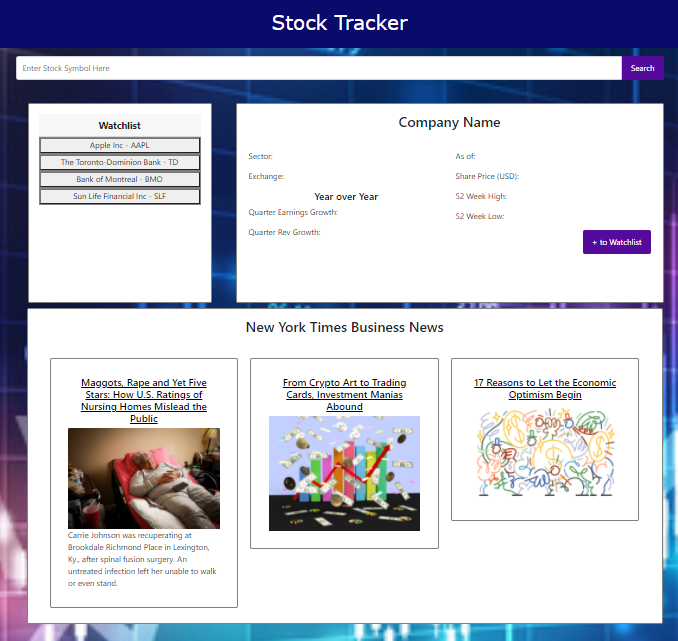 Stock Tracker
Enter Stock Symbol Here
Search
Watchlist
Apple Inc - AAPL
The Toronto-Dominion Bank - TD
Bank of Montreal - BMO
Sun Life Financial Inc - SLF
Company Name
Sector:
Exchange:
Year over Year
Quarter Earnings Growth:
Quarter Rev Growth:
As of:
Share Price (USD):
52 Week High:
52 Week Low:
+ to Watchlist
New York Times Business News
Maggots, Rape and Yet Five
Stars: How U.S. Ratings of
Nursing Homes Mislead the
Public
Carrie Johnson was recuperating at
Brookdale Richmond Place in Lexington,
Ky., after spinal fusion surgery. An
untreated infection left her unable to walk
or even stand.
From Crypto Art to Trading
Cards, Investment Manias
Abound
17 Reasons to Let the Economic
Optimism Begin